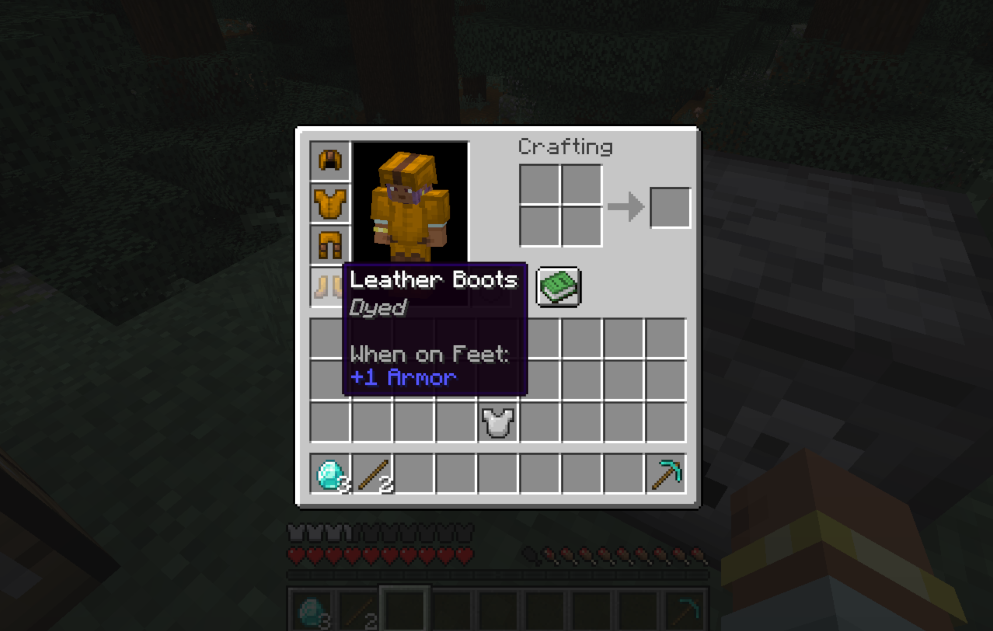 Crafting
Leather Boots
Dyed
When on Feet:
+1 Armor
3
2
3
2